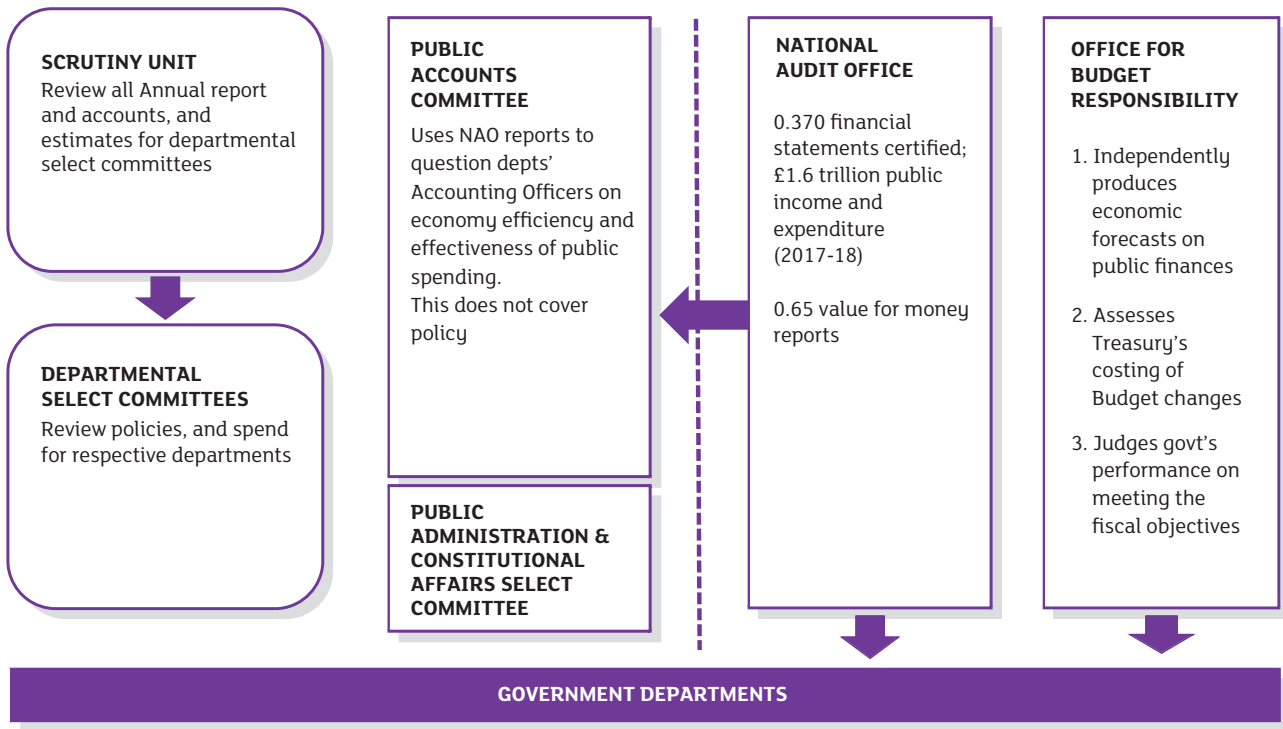 SCRUTINY UNIT
Review all Annual report
and accounts, and
estimates for departmental
select committees
DEPARTMENTAL
SELECT COMMITTEES
Review policies, and spend
for respective departments
PUBLIC
ACCOUNTS
COMMITTEE
Uses NAO reports to
question depts’
Accounting Officers on
economy efficiency and
effectiveness of public
spending.
This does not cover
policy
PUBLIC
ADMINISTRATION &
CONSTITUTIONAL
AFFAIRS SELECT
COMMITTEE
NATIONAL
AUDIT OFFICE
0.370 financial
statements certified;
£1.6 trillion public
income and
expenditure
(2017-18)
0.65 value for money
reports
OFFICE FOR
BUDGET
RESPONSIBILITY
1. Independently
produces
economic
forecasts on
public finances
2. Assesses
Treasury’s
costing of
Budget changes
3. Judges govt’s
performance on
meeting the
fiscal objectives
GOVERNMENT DEPARTMENTS